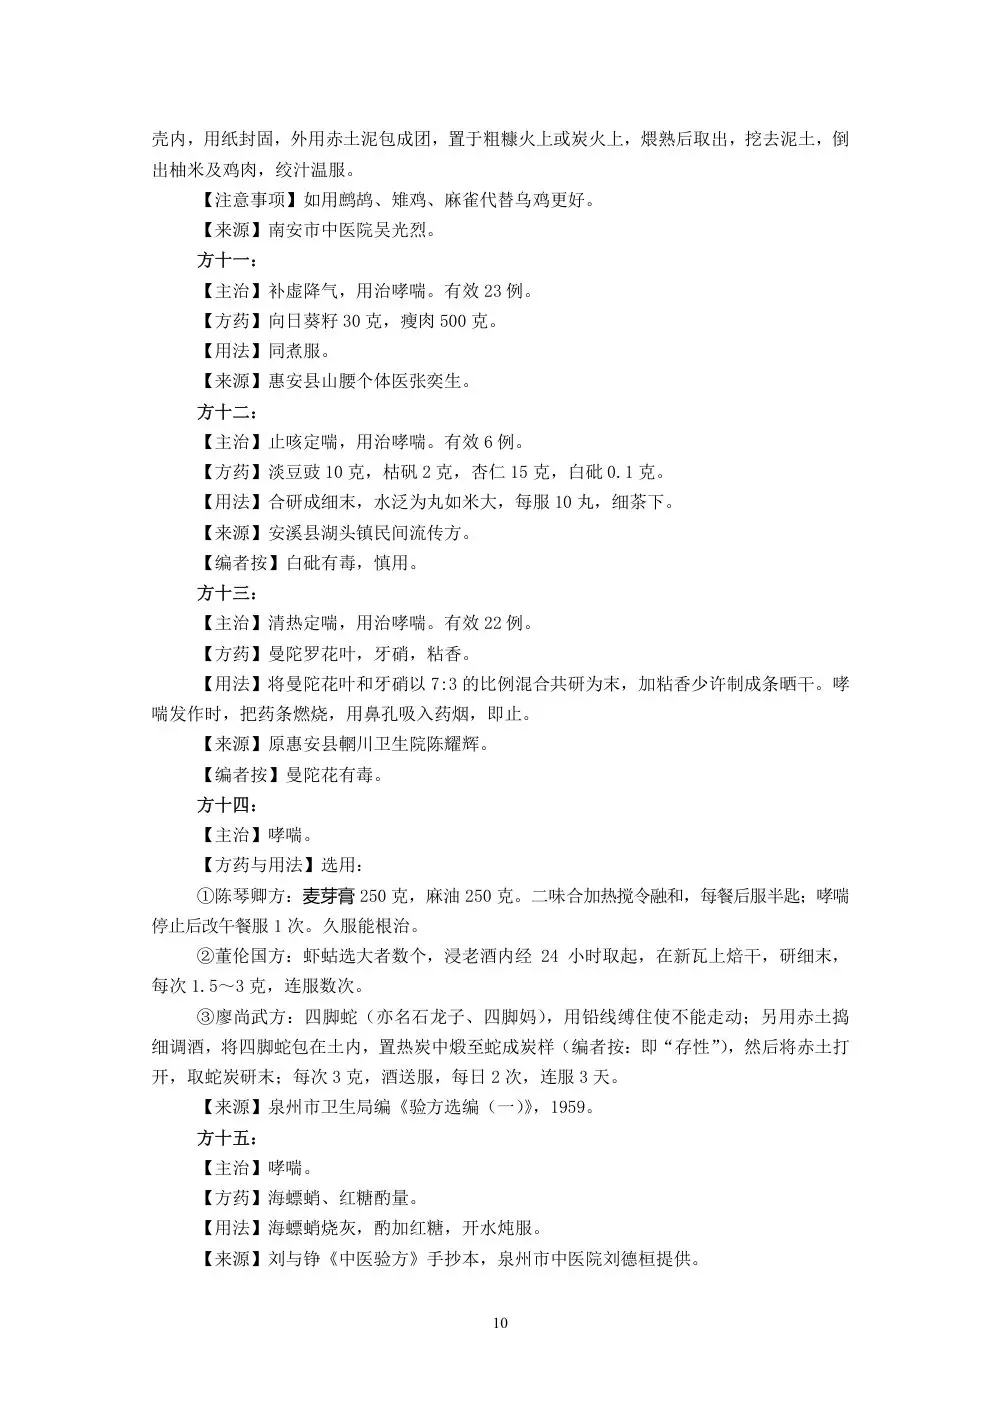 壳内，用纸封固，外用赤土泥包成团，置于粗糠火上或炭火上，煨熟后取出，挖去泥土，倒
出柚米及鸡肉，绞汁温服。
【注意事项】如用鹧鸪、雉鸡、麻雀代替乌鸡更好。
【来源】南安市中医院吴光烈。
方十一：
【主治】补虚降气，用治哮喘。有效 23 例。
【方药】向日葵籽 30 克，瘦肉 500 克。
【用法】同煮服。
【来源】惠安县山腰个体医张奕生。
方十二：
【主治】止咳定喘，用治哮喘。有效 6 例。
【方药】淡豆豉 10 克，枯矾 2 克，杏仁 15 克，白砒 0.1 克。
【用法】合研成细末，水泛为丸如米大，每服 10 丸，细茶下。
【来源】安溪县湖头镇民间流传方。
【编者按】白砒有毒，慎用。
方十三：
【主治】清热定喘，用治哮喘。有效 22 例。
【方药】曼陀罗花叶，牙硝，粘香。
【用法】将曼陀花叶和牙硝以 7:3 的比例混合共研为末，加粘香少许制成条晒干。哮
喘发作时，把药条燃烧，用鼻孔吸入药烟，即止。
【来源】原惠安县輞川卫生院陈耀辉。
【编者按】曼陀花有毒。
方十四：
【主治】哮喘。
【方药与用法】选用：
①陈琴卿方：麦芽膏 250 克，麻油 250 克。二味合加热搅令融和，每餐后服半匙；哮喘
停止后改午餐服 1 次。久服能根治。
②董伦国方：虾蛄选大者数个，浸老酒内经 24 小时取起，在新瓦上焙干，研细末，
每次 1.5～3 克，连服数次。
③廖尚武方：四脚蛇（亦名石龙子、四脚妈），用铅线缚住使不能走动；另用赤土捣
细调酒，将四脚蛇包在土内，置热炭中煅至蛇成炭样（编者按：即“存性”），然后将赤土打
开，取蛇炭研末；每次 3 克，酒送服，每日 2 次，连服 3 天。
【来源】泉州市卫生局编《验方选编（一）》，1959。
方十五：
【主治】哮喘。
【方药】海螵蛸、红糖酌量。
【用法】海螵蛸烧灰，酌加红糖，开水炖服。
【来源】刘与铮《中医验方》手抄本，泉州市中医院刘德桓提供。
10